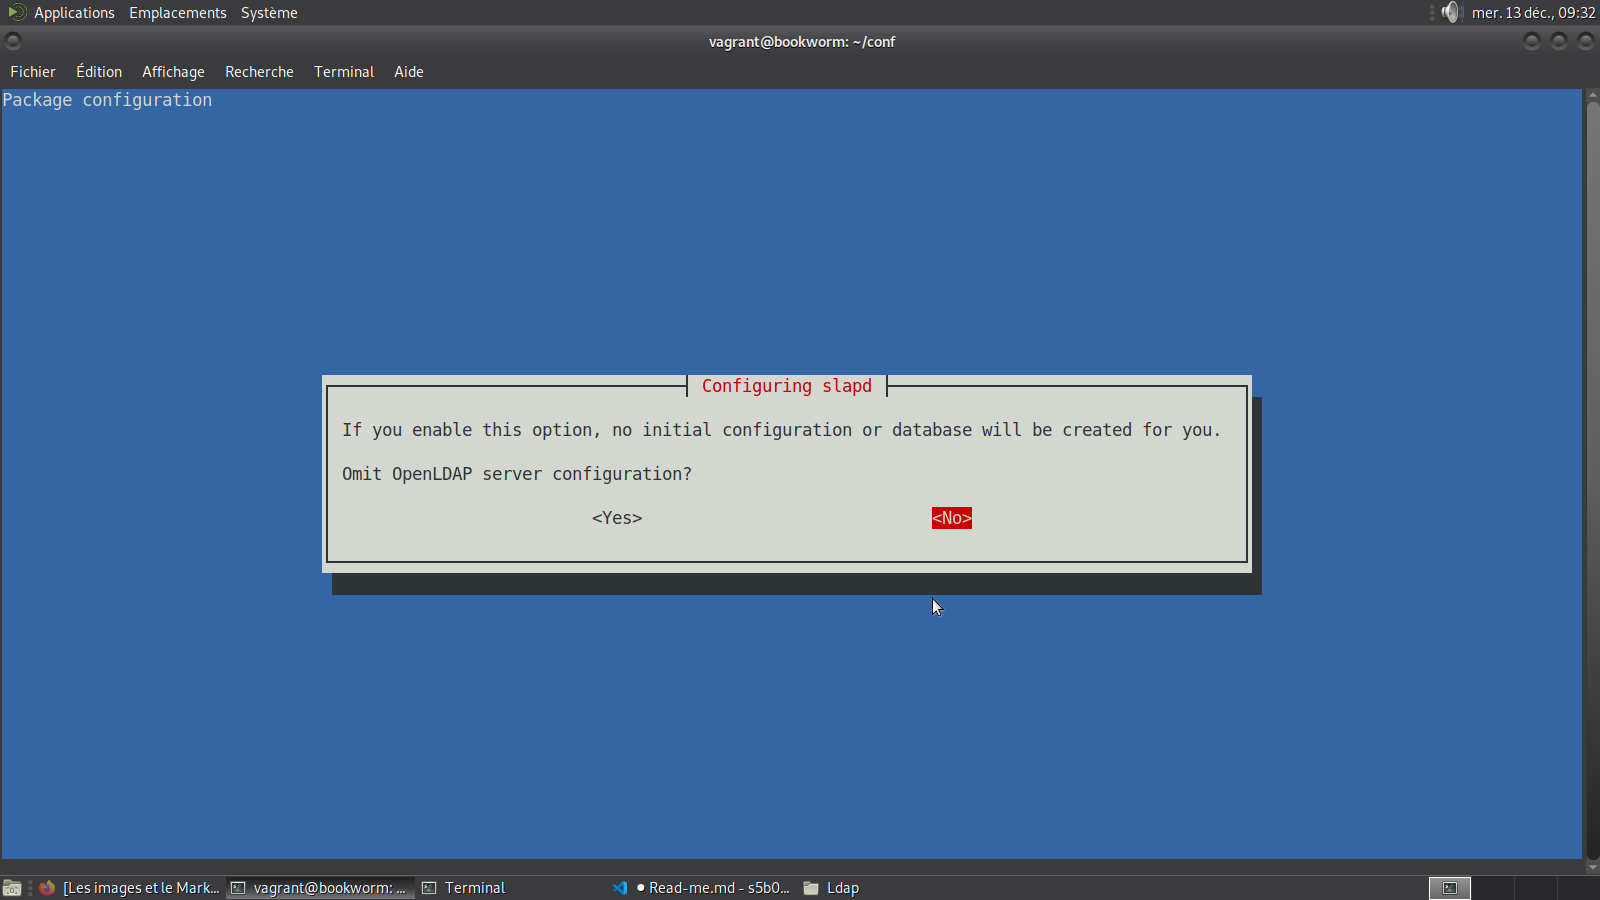 Applications Emplacements Système mer. 13 déc., 09:32
vagrant@bookworm: ~/conf
Fichier Édition Affichage Recherche Terminal Aide
Package configuration
Configuring slapd
If you enable this option, no initial configuration or database will be created for you.
Omit OpenLDAP server configuration?
<Yes> <No>
[Les images et le Mark... vagrant@bookworm: ... Terminal ● Read-me.md - s5b0... Ldap